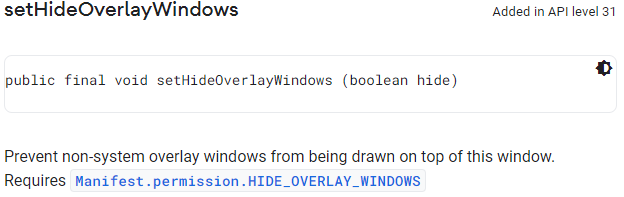 setHideOverlayWindows
Added in API level 31
public final void setHideOverlayWindows (boolean hide)
Prevent non-system overlay windows from being drawn on top of this window.
Requires Manifest.permission.HIDE_OVERLAY_WINDOWS